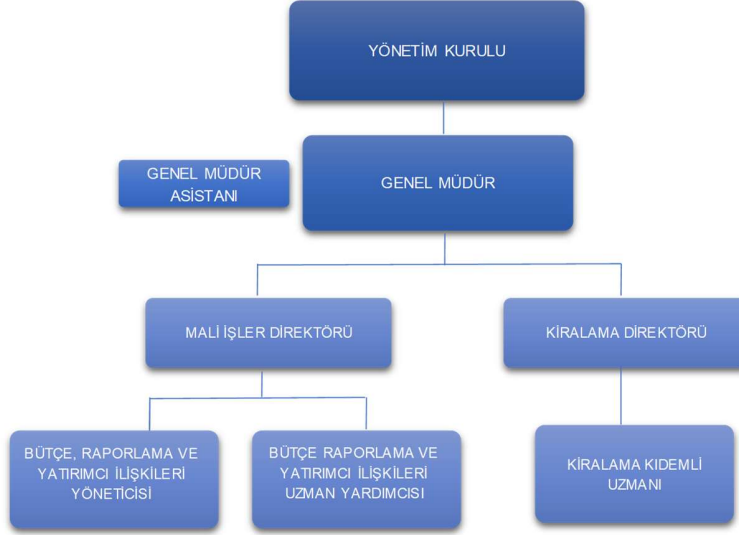 YÖNETİM KURULU
GENEL MÜDÜR
ASİSTANI
GENEL MÜDÜR
MALİ İŞLER DİREKTÖRÜ
KİRALAMA DİREKTÖRÜ
BÜTÇE, RAPORLAMA VE
YATIRIMCI İLİŞKİLERİ
YÖNETİCİSİ
BÜTÇE RAPORLAMA VE
YATIRIMCI İLİŞKİLERİ
UZMAN YARDIMCISI
KİRALAMA KIDEMLİ
UZMANI